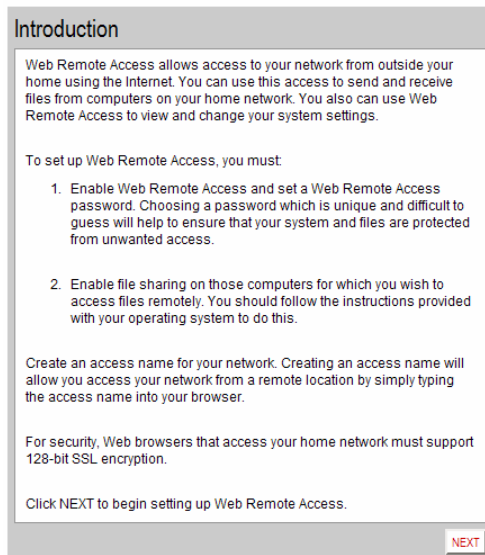 Introduction
Web Remote Access allows access to your network from outside your
home using the Internet. You can use this access to send and receive
files from computers on your home network. You also can use Web
Remote Access to view and change your system settings.
To set up Web Remote Access, you must:
1. Enable Web Remote Access and set a Web Remote Access
password. Choosing a password which is unique and difficult to
guess will help to ensure that your system and files are protected
from unwanted access.
2. Enable file sharing on those computers for which you wish to
access files remotely. You should follow the instructions provided
with your operating system to do this.
Create an access name for your network. Creating an access name will
allow you access your network from a remote location by simply typing
the access name into your browser.
For security, Web browsers that access your home network must support
128-bit SSL encryption.
Click NEXT to begin setting up Web Remote Access.
NEXT